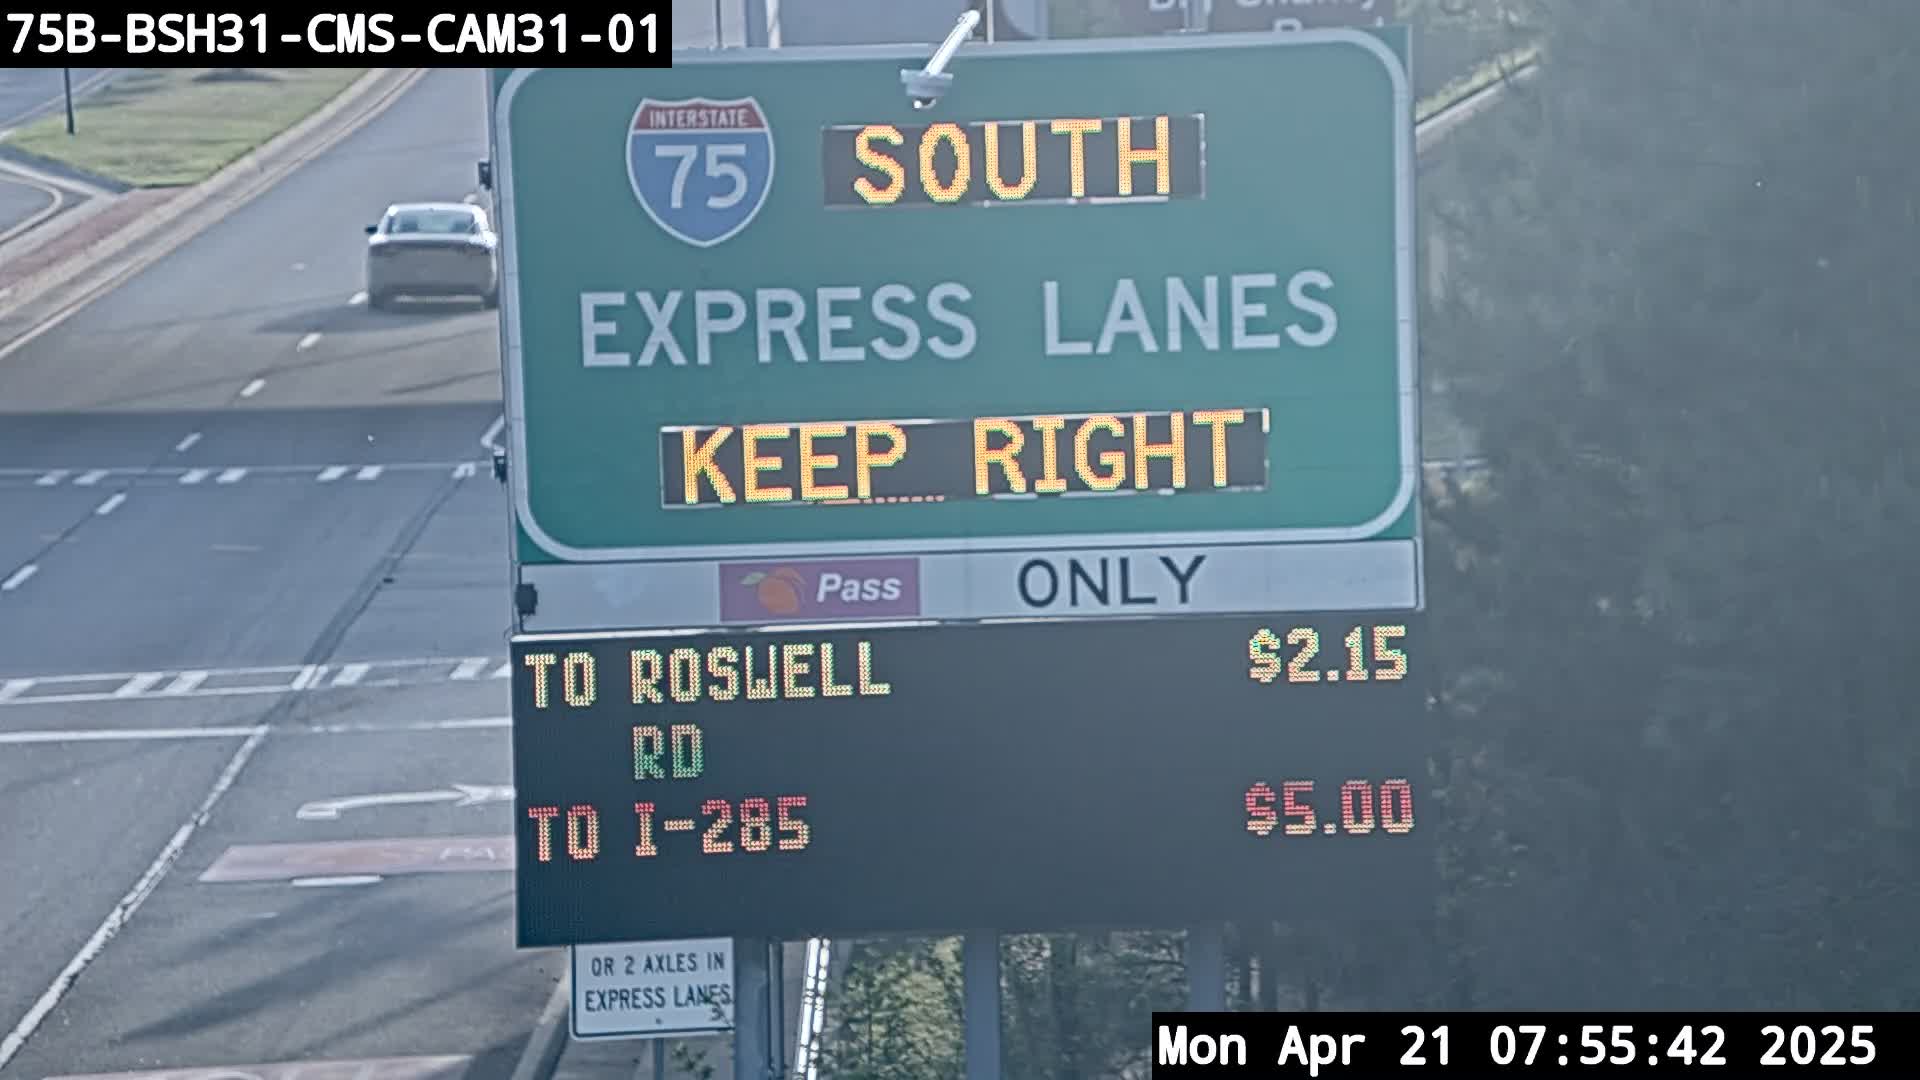 75B-BSH31-CMS-CAM31-01
INTERSTATE
75
SOUTH
EXPRESS LANES
KEEP RIGHT
Pass ONLY
TO ROSWELL $2.15
RD
TO I-285 $5.00
OR 2 AXLES IN
EXPRESS LANES
Mon Apr 21 07:55:42 2025